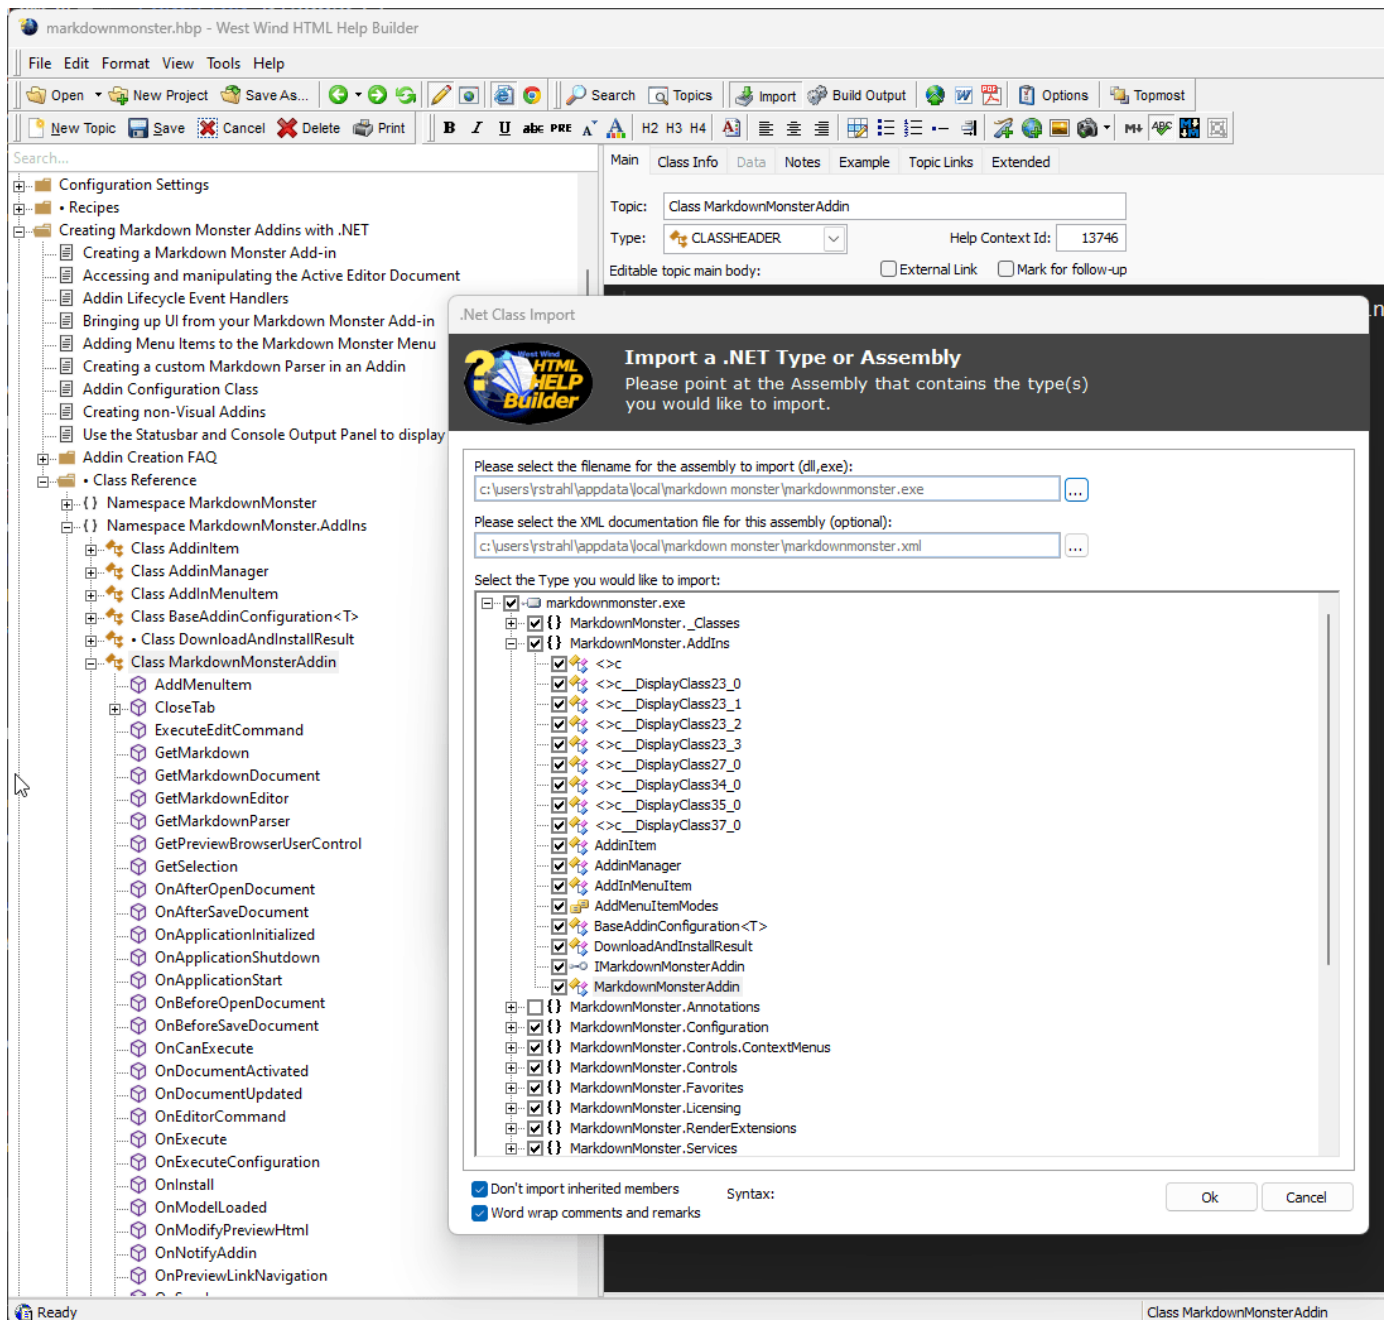 markdownmonster.hbp - West Wind HTML Help Builder
File Edit Format View Tools Help
Open New Project Save As... Search Topics Import Build Output Options Topmost
New Topic Save Cancel Delete Print B I U abc PRE A A H2 H3 H4 M+ ABC
Search...
Configuration Settings
• Recipes
Creating Markdown Monster Addins with .NET
Creating a Markdown Monster Add-in
Accessing and manipulating the Active Editor Document
Addin Lifecycle Event Handlers
Bringing up UI from your Markdown Monster Add-in
Adding Menu Items to the Markdown Monster Menu
Creating a custom Markdown Parser in an Addin
Addin Configuration Class
Creating non-Visual Addins
Use the Statusbar and Console Output Panel to display
Addin Creation FAQ
• Class Reference
{} Namespace MarkdownMonster
{} Namespace MarkdownMonster.AddIns
Class AddinItem
Class AddinManager
Class AddInMenuItem
Class BaseAddinConfiguration<T>
• Class DownloadAndInstallResult
Class MarkdownMonsterAddin
AddMenuItem
CloseTab
ExecuteEditCommand
GetMarkdown
GetMarkdownDocument
GetMarkdownEditor
GetMarkdownParser
GetPreviewBrowserUserControl
GetSelection
OnAfterOpenDocument
OnAfterSaveDocument
OnApplicationInitialized
OnApplicationShutdown
OnApplicationStart
OnBeforeOpenDocument
OnBeforeSaveDocument
OnCanExecute
OnDocumentActivated
OnDocumentUpdated
OnEditorCommand
OnExecute
OnExecuteConfiguration
OnInstall
OnModelLoaded
OnModifyPreviewHtml
OnNotifyAddin
OnPreviewLinkNavigation
Main Class Info Data Notes Example Topic Links Extended
Topic: Class MarkdownMonsterAddin
Type: CLASSHEADER Help Context Id: 13746
Editable topic main body: External Link Mark for follow-up
in
.Net Class Import
West Wind
HTML
HELP
Builder
Import a .NET Type or Assembly
Please point at the Assembly that contains the type(s)
you would like to import.
Please select the filename for the assembly to import (dll,exe):
c:\users\rstrahl\appdata\local\markdown monster\markdownmonster.exe ...
Please select the XML documentation file for this assembly (optional):
c:\users\rstrahl\appdata\local\markdown monster\markdownmonster.xml ...
Select the Type you would like to import:
markdownmonster.exe
{} MarkdownMonster._Classes
{} MarkdownMonster.AddIns
<>c
<>c__DisplayClass23_0
<>c__DisplayClass23_1
<>c__DisplayClass23_2
<>c__DisplayClass23_3
<>c__DisplayClass27_0
<>c__DisplayClass34_0
<>c__DisplayClass35_0
<>c__DisplayClass37_0
AddinItem
AddinManager
AddInMenuItem
AddMenuItemModes
BaseAddinConfiguration<T>
DownloadAndInstallResult
IMarkdownMonsterAddin
MarkdownMonsterAddin
{} MarkdownMonster.Annotations
{} MarkdownMonster.Configuration
{} MarkdownMonster.Controls.ContextMenus
{} MarkdownMonster.Controls
{} MarkdownMonster.Favorites
{} MarkdownMonster.Licensing
{} MarkdownMonster.RenderExtensions
{} MarkdownMonster.Services
Don't import inherited members
Word wrap comments and remarks
Syntax:
Ok Cancel
Ready
Class MarkdownMonsterAddin